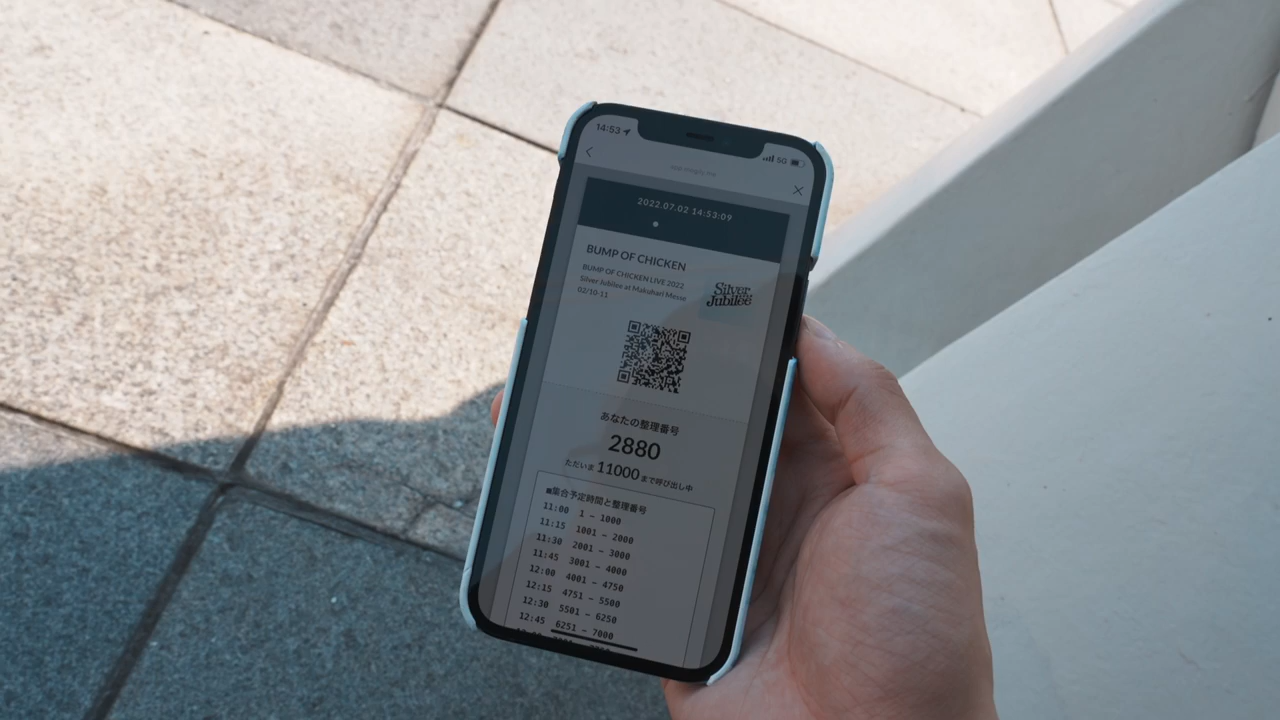 14:53
5G
2022.07.02 14:53:09
BUMP OF CHICKEN
BUMP OF CHICKEN LIVE 2022
Silver Jubilee at Makuhari Messe
02/10-11
Silver
Jubilee
あなたの整理番号
2880
ただいま 11000 まで呼び出し中
■集合予定時間と整理番号
11:00 1 – 1000
11:15 1001 – 2000
11:30 2001 – 3000
11:45 3001 – 4000
12:00 4001 – 4750
12:15 4751 – 5500
12:30 5501 – 6250
12:45 6251 – 7000